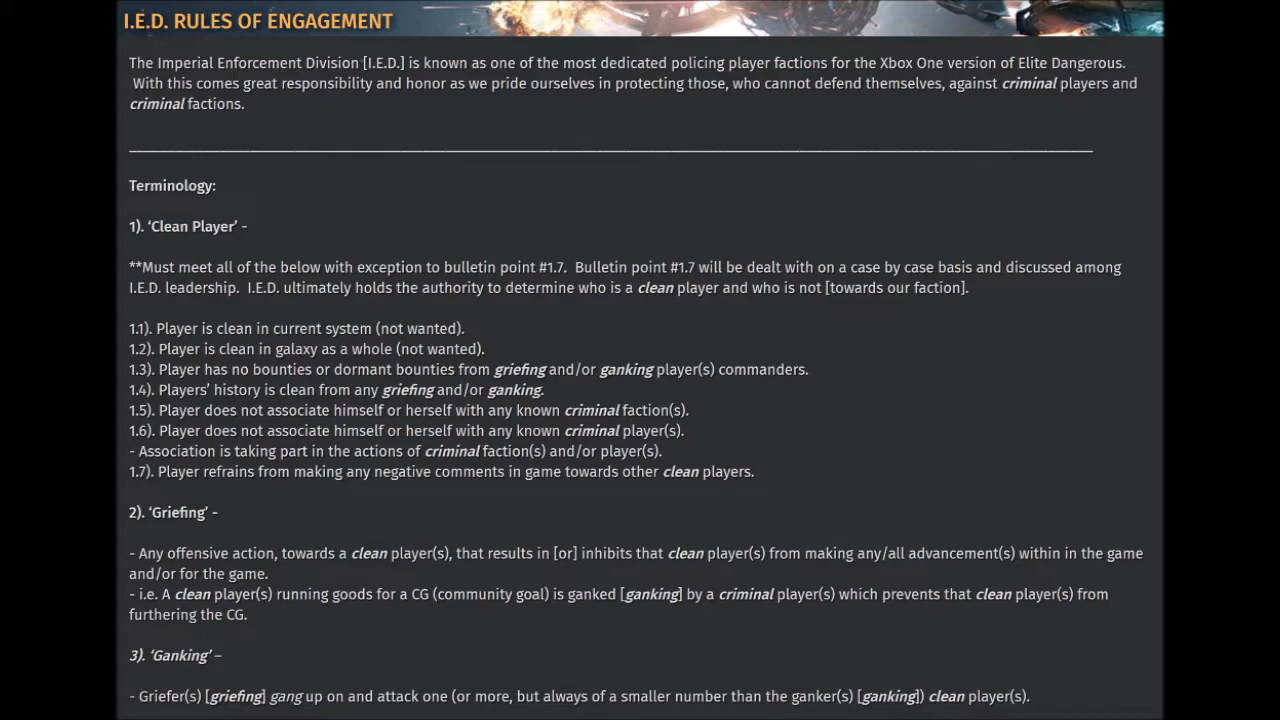 I.E.D. RULES OF ENGAGEMENT
The Imperial Enforcement Division [I.E.D.] is known as one of the most dedicated policing player factions for the Xbox One version of Elite Dangerous.
With this comes great responsibility and honor as we pride ourselves in protecting those, who cannot defend themselves, against criminal players and
criminal factions.
Terminology:
1). ‘Clean Player’ -
**Must meet all of the below with exception to bulletin point #1.7.  Bulletin point #1.7 will be dealt with on a case by case basis and discussed among
I.E.D. leadership.  I.E.D. ultimately holds the authority to determine who is a clean player and who is not [towards our faction].
1.1). Player is clean in current system (not wanted).
1.2). Player is clean in galaxy as a whole (not wanted).
1.3). Player has no bounties or dormant bounties from griefing and/or ganking player(s) commanders.
1.4). Players’ history is clean from any griefing and/or ganking.
1.5). Player does not associate himself or herself with any known criminal faction(s).
1.6). Player does not associate himself or herself with any known criminal player(s).
- Association is taking part in the actions of criminal faction(s) and/or player(s).
1.7). Player refrains from making any negative comments in game towards other clean players.
2). ‘Griefing’ -
- Any offensive action, towards a clean player(s), that results in [or] inhibits that clean player(s) from making any/all advancement(s) within in the game
and/or for the game.
- i.e. A clean player(s) running goods for a CG (community goal) is ganked [ganking] by a criminal player(s) which prevents that clean player(s) from
furthering the CG.
3). ‘Ganking’ –
- Griefer(s) [griefing] gang up on and attack one (or more, but always of a smaller number than the ganker(s) [ganking]) clean player(s).